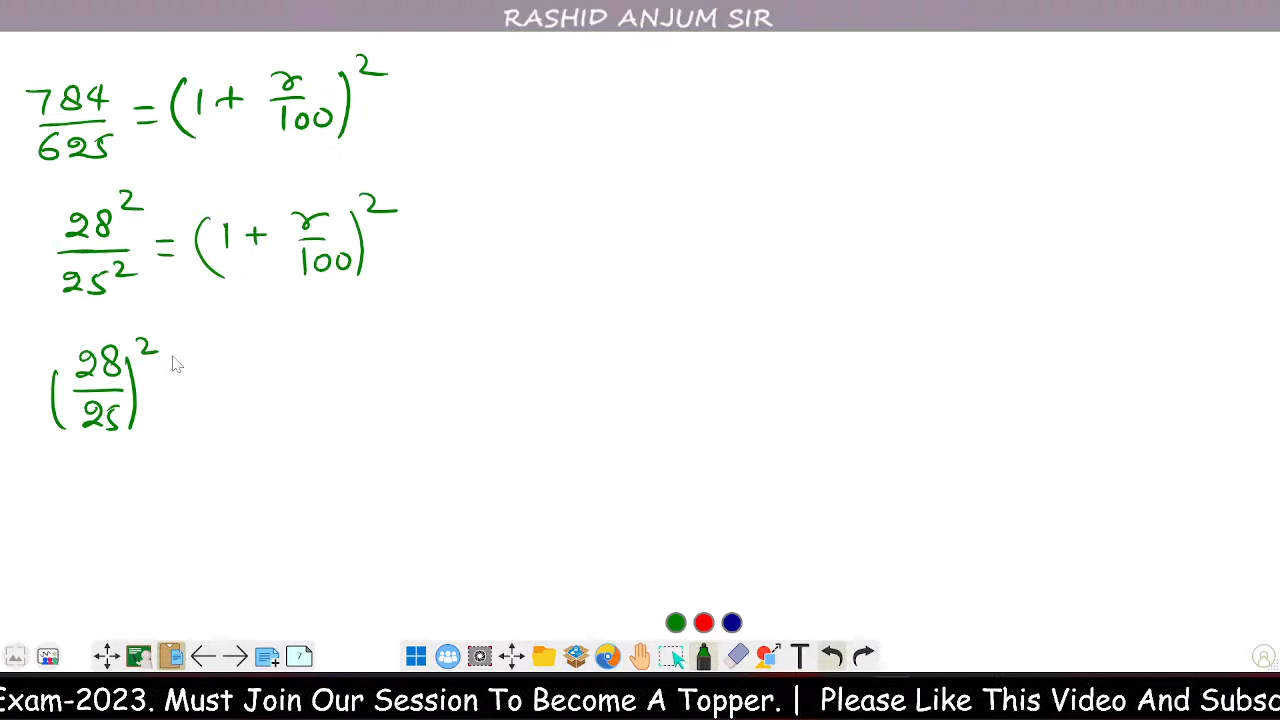 RASHID ANJUM SIR
784/625 = (1 + r/100)^2
28^2/25^2 = (1 + r/100)^2
(28/25)^2
7
T
Exam-2023. Must Join Our Session To Become A Topper. | Please Like This Video And Subsc